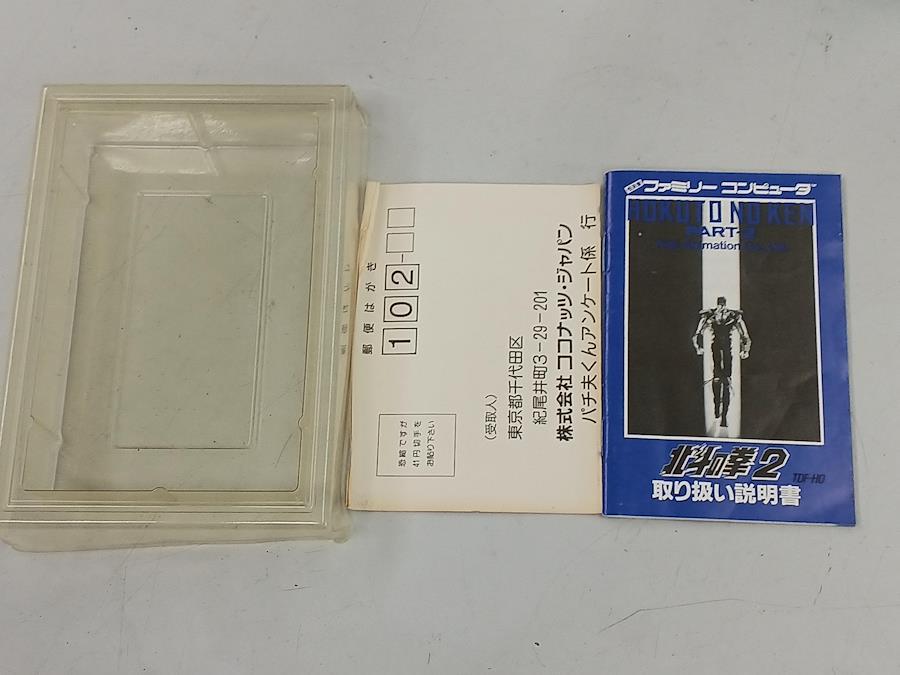 郵便はがき
102-
(受取人)
東京都千代田区
紀尾井町3-29-201
株式会社 ココナッツ・ジャパン
パチ夫くんアンケート係 行
恐縮ですが
41円切手を
お貼り下さい
ファミリー コンピュータ
HOKUTO NO KEN
PART-2
Toei Animation Co., Ltd.
北斗の拳2
TDF-HO
取り扱い説明書